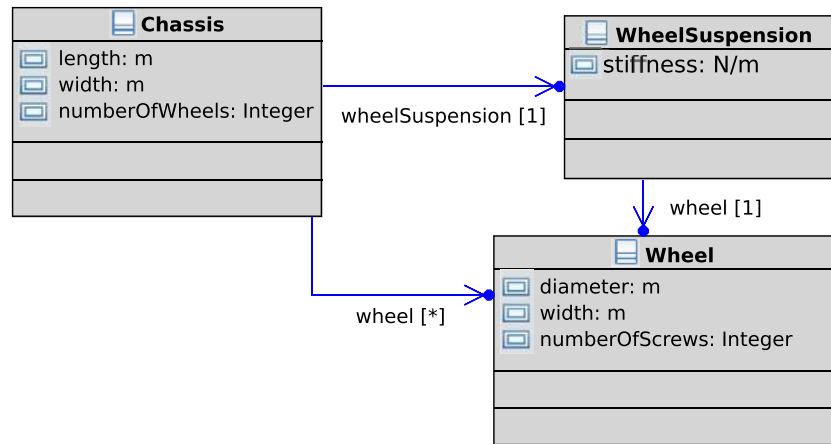 Chassis
length: m
width: m
numberOfWheels: Integer
wheelSuspension [1]
WheelSuspension
stiffness: N/m
wheel [1]
wheel [*]
Wheel
diameter: m
width: m
numberOfScrews: Integer